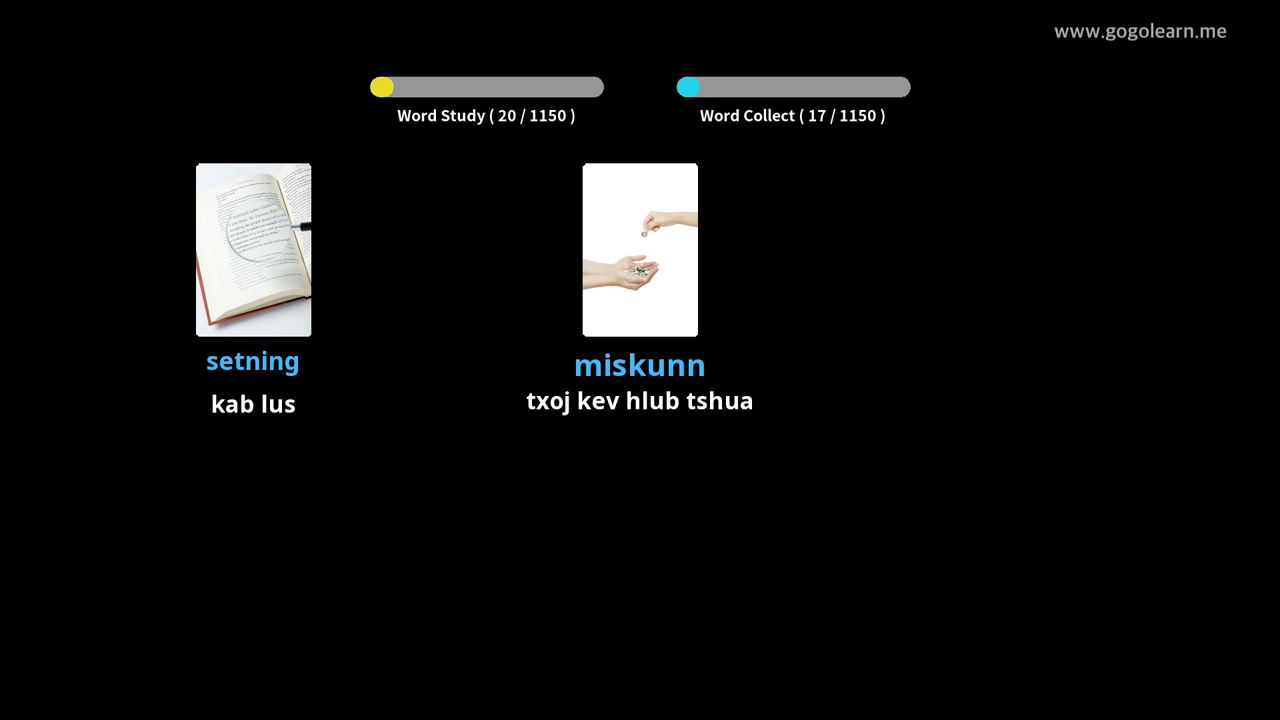 www.gogolearn.me
Word Study ( 20 / 1150 )
Word Collect ( 17 / 1150 )
setning
kab lus
miskunn
txoj kev hlub tshua